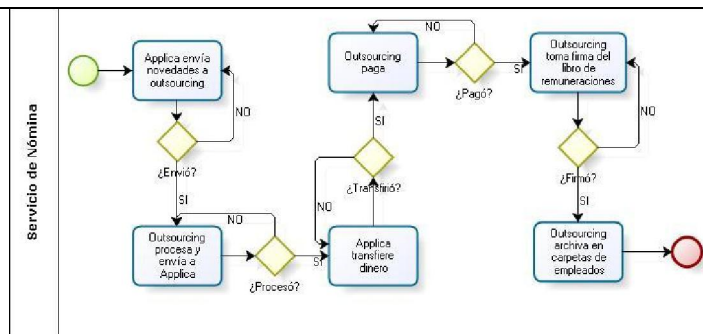 Servicio de Nómina
Applica envía
novedades a
outsourcing
NO
¿Envió?
SI
Outsourcing
procesa y
envía a
Applica
NO
¿Procesó?
SI
Applica
transfiere
dinero
NO
¿Transfirió?
SI
Outsourcing
paga
NO
¿Pagó?
SI
Outsourcing
toma firma del
libro de
remuneraciones
NO
¿Firmó?
SI
Outsourcing
archiva en
carpetas de
empleados